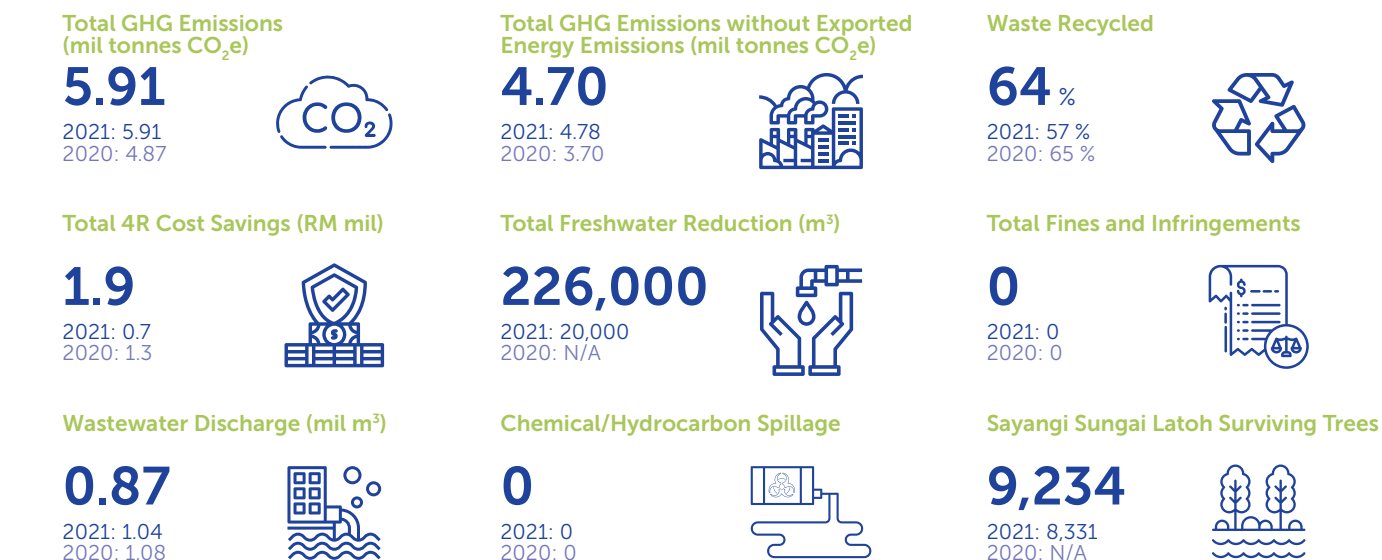 Total GHG Emissions
(mil tonnes CO₂e)
5.91
2021: 5.91
2020: 4.87
CO₂
Total GHG Emissions without Exported
Energy Emissions (mil tonnes CO₂e)
4.70
2021: 4.78
2020: 3.70
Waste Recycled
64 %
2021: 57 %
2020: 65 %
Total 4R Cost Savings (RM mil)
1.9
2021: 0.7
2020: 1.3
$
Total Freshwater Reduction (m³)
226,000
2021: 20,000
2020: N/A
Total Fines and Infringements
0
2021: 0
2020: 0
$
Wastewater Discharge (mil m³)
0.87
2021: 1.04
2020: 1.08
Chemical/Hydrocarbon Spillage
0
2021: 0
2020: 0
Sayangi Sungai Latoh Surviving Trees
9,234
2021: 8,331
2020: N/A